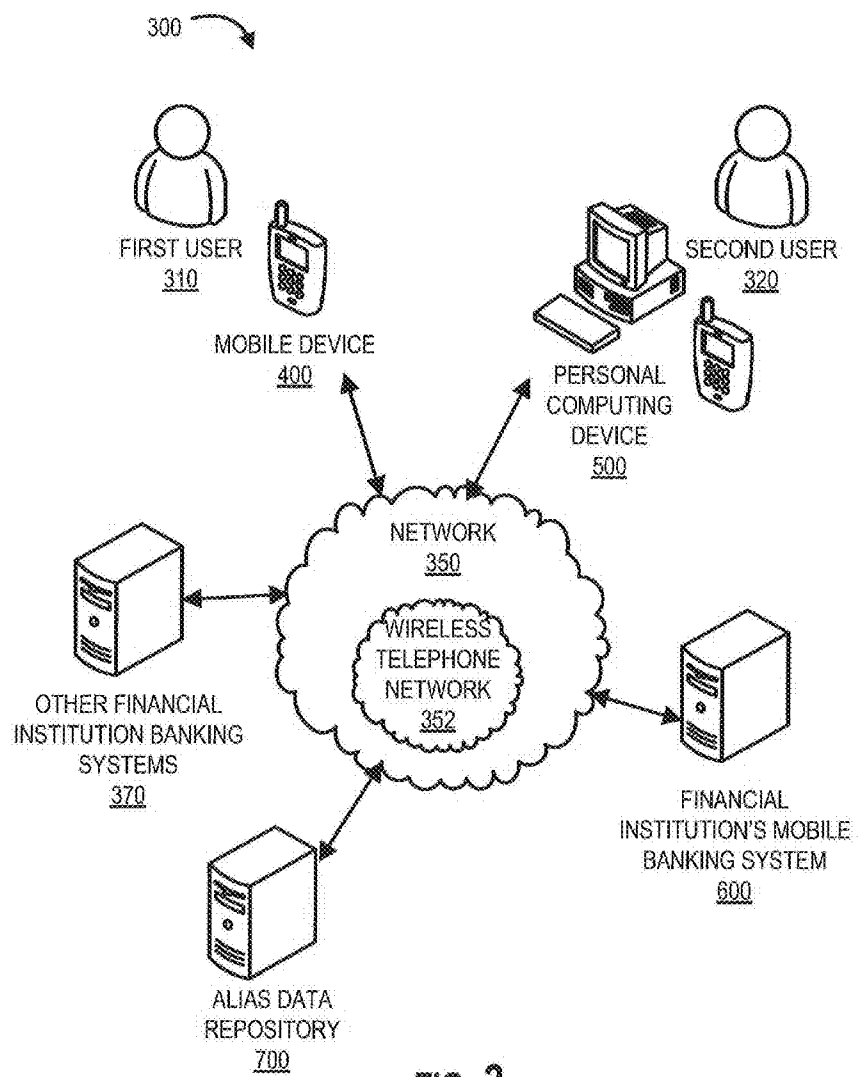 300
FIRST USER
310
MOBILE DEVICE
400
SECOND USER
320
PERSONAL
COMPUTING
DEVICE
500
NETWORK
350
WIRELESS
TELEPHONE
NETWORK
352
OTHER FINANCIAL
INSTITUTION BANKING
SYSTEMS
370
FINANCIAL
INSTITUTION'S MOBILE
BANKING SYSTEM
600
ALIAS DATA
REPOSITORY
700